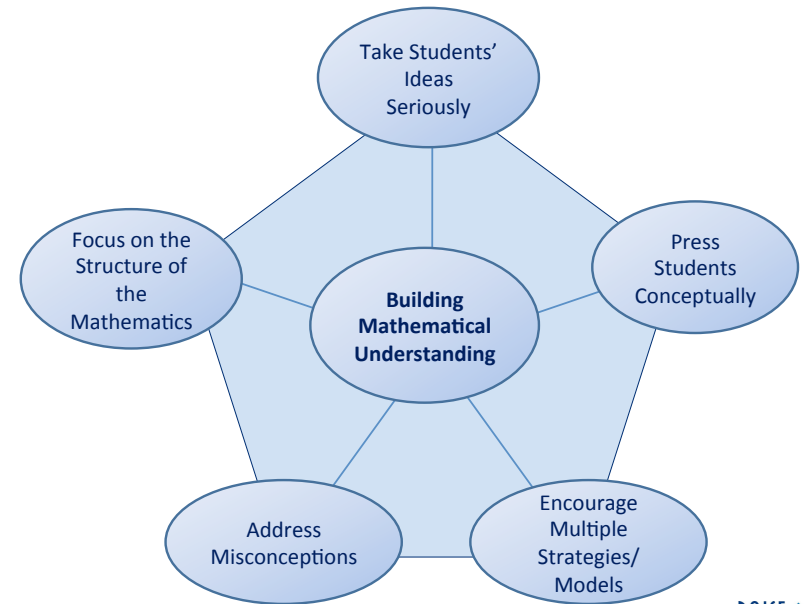 Take Students'
Ideas
Seriously
Focus on the
Structure of
the
Mathematics
Press
Students
Conceptually
Building
Mathematical
Understanding
Address
Misconceptions
Encourage
Multiple
Strategies/
Models